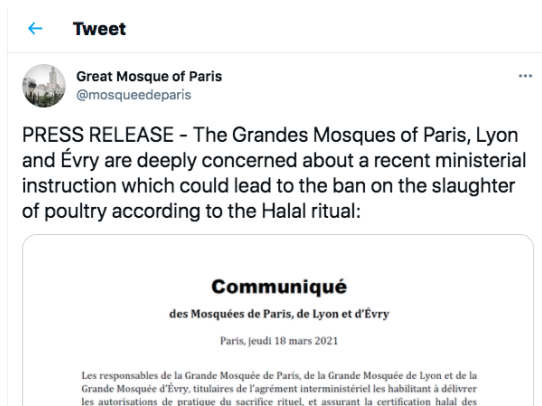 Tweet
Great Mosque of Paris
@mosqueedeparis
PRESS RELEASE - The Grandes Mosques of Paris, Lyon
and Évry are deeply concerned about a recent ministerial
instruction which could lead to the ban on the slaughter
of poultry according to the Halal ritual:
Communiqué
des Mosquées de Paris, de Lyon et d'Évry
Paris, jeudi 18 mars 2021
Les responsables de la Grande Mosquée de Paris, de la Grande Mosquée de Lyon et de la
Grande Mosquée d'Évry, titulaires de l'agrément interministériel les habilitant à délivrer
les autorisations de pratique du sacrifice rituel, et assurant la certification halal des